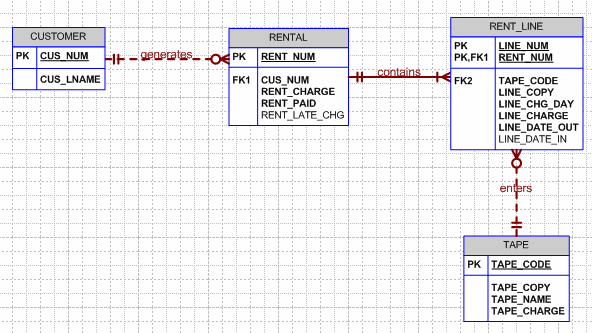 CUSTOMER
PK CUS_NUM
CUS_LNAME
generates
RENTAL
PK RENT_NUM
FK1 CUS_NUM
RENT_CHARGE
RENT_PAID
RENT_LATE_CHG
contains
RENT_LINE
PK LINE_NUM
PK,FK1 RENT_NUM
FK2 TAPE_CODE
LINE_COPY
LINE_CHG_DAY
LINE_CHARGE
LINE_DATE_OUT
LINE_DATE_IN
enters
TAPE
PK TAPE_CODE
TAPE_COPY
TAPE_NAME
TAPE_CHARGE